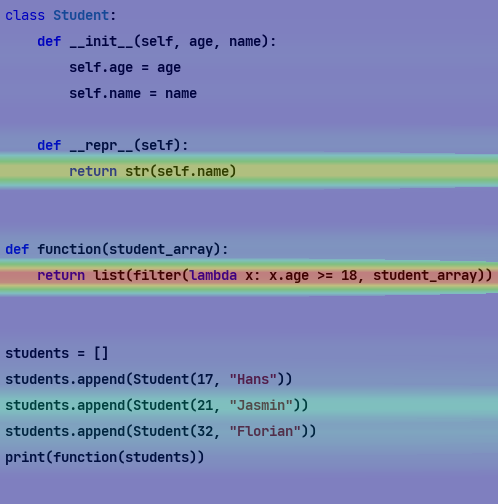 class Student:
    def __init__(self, age, name):
        self.age = age
        self.name = name
    def __repr__(self):
        return str(self.name)
def function(student_array):
    return list(filter(lambda x: x.age >= 18, student_array))
students = []
students.append(Student(17, "Hans"))
students.append(Student(21, "Jasmin"))
students.append(Student(32, "Florian"))
print(function(students))